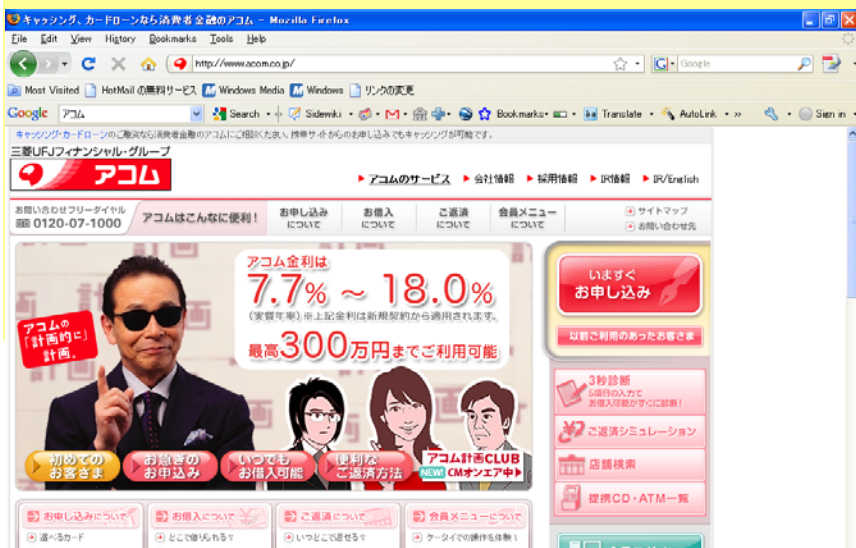 キャッシング、カードローンなら消費者金融のアコム - Mozilla Firefox
File Edit View History Bookmarks Tools Help
http://www.acom.co.jp/
Google
Most Visited HotMail の無料サービス Windows Media Windows リンクの変更
Google アコム Search Sidewiki Bookmarks Translate AutoLink Sign in
キャッシング・カードローンのご融資なら消費者金融のアコムにご相談ください。携帯サイトからのお申し込みでもキャッシングが可能です。
三菱UFJフィナンシャル・グループ
アコム
アコムのサービス 会社情報 採用情報 IR情報 IR/English
お問い合わせフリーダイヤル
0120-07-1000
アコムはこんなに便利!
お申し込みについて
お借入について
ご返済について
会員メニューについて
サイトマップ
お問い合わせ先
アコム金利は
7.7% ~ 18.0%
(実質年率)※上記金利は新規契約から適用されます。
最高300万円までご利用可能
アコムの
「計画的に」
計画。
いますぐ
お申し込み
以前ご利用のあったお客さま
3秒診断
5項目の入力で
お借入可能かすぐに診断!
ご返済シミュレーション
店舗検索
提携CD・ATM一覧
初めての
お客さま
お急ぎの
お申込み
いつでも
お借入可能
便利な
ご返済方法
アコム計画CLUB
NEW! CMオンエア中
お申し込みについて お借入について ご返済について 会員メニューについて
選べるカード どこで借りられる? いつどこで返せる? ケータイでの操作を体験!